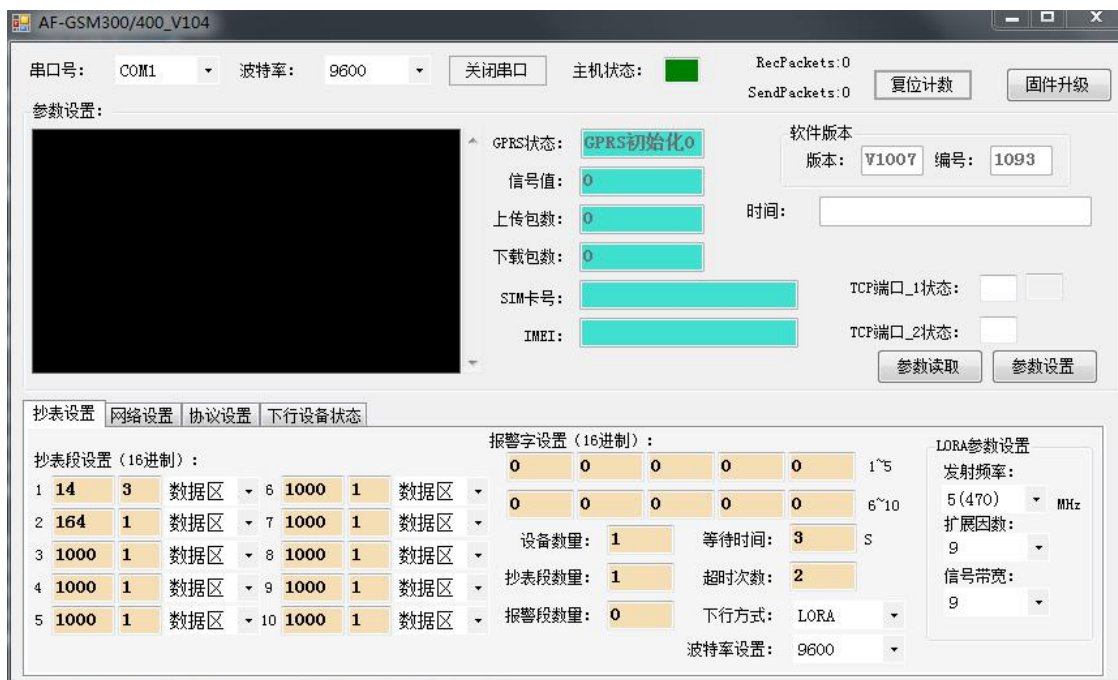 AF-GSM300/400_V104
串口号: COM1 波特率: 9600 关闭串口 主机状态: RecPackets:0 SendPackets:0 复位计数 固件升级
参数设置:
GPRS状态: GPRS初始化0
信号值: 0
上传包数: 0
下载包数: 0
SIM卡号:
IMEI:
软件版本
版本: V1007 编号: 1093
时间:
TCP端口_1状态:
TCP端口_2状态:
参数读取 参数设置
抄表设置 网络设置 协议设置 下行设备状态
抄表段设置(16进制):
1 14 3 数据区 6 1000 1 数据区
2 164 1 数据区 7 1000 1 数据区
3 1000 1 数据区 8 1000 1 数据区
4 1000 1 数据区 9 1000 1 数据区
5 1000 1 数据区 10 1000 1 数据区
报警字设置(16进制):
0 0 0 0 0 1~5
0 0 0 0 0 6~10
设备数量: 1 等待时间: 3 S
抄表段数量: 1 超时次数: 2
报警段数量: 0 下行方式: LORA
波特率设置: 9600
LORA参数设置
发射频率:
5(470) MHz
扩展因数:
9
信号带宽:
9